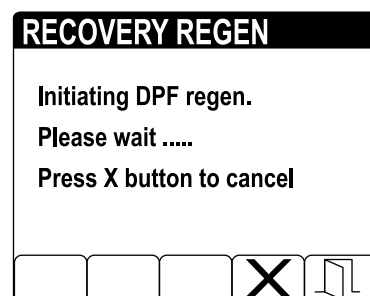 RECOVERY REGEN
Initiating DPF regen.
Please wait .....
Press X button to cancel
X